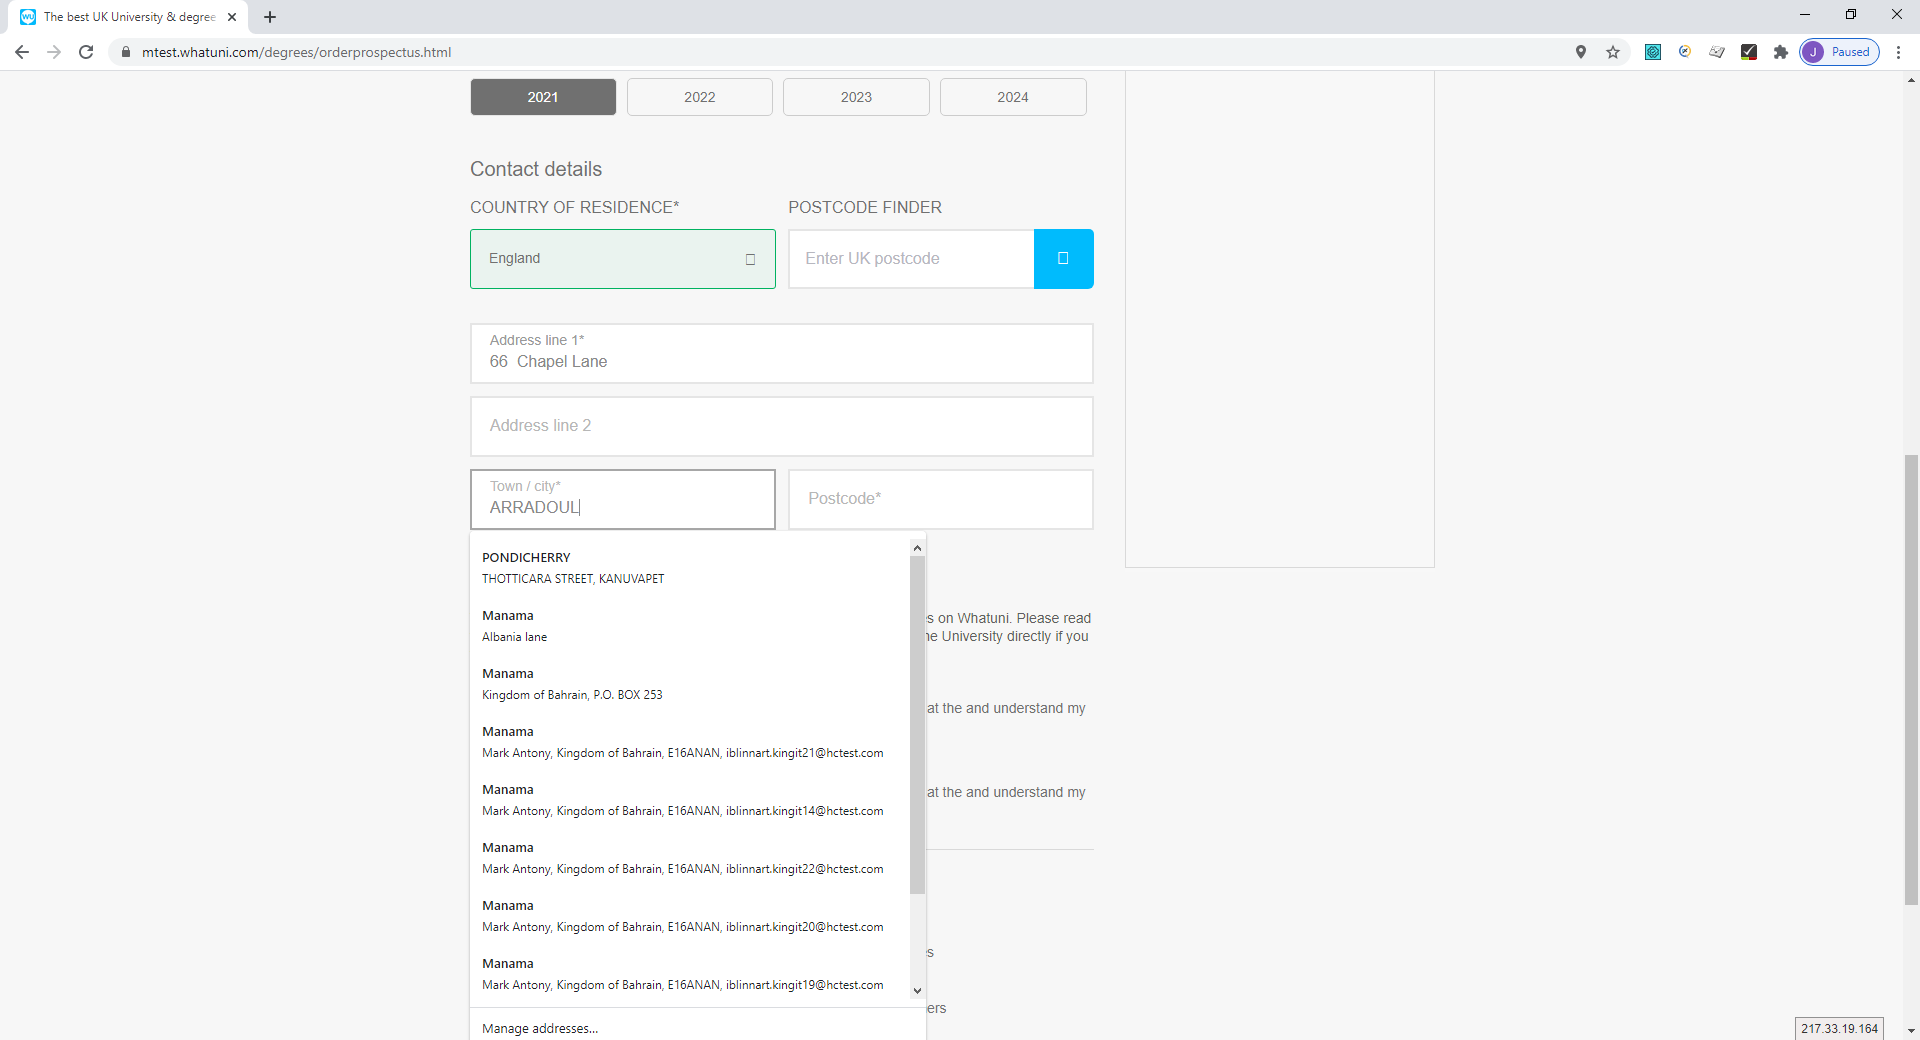 The best UK University & degree
mtest.whatuni.com/degrees/orderprospectus.html
J Paused
2021 2022 2023 2024
Contact details
COUNTRY OF RESIDENCE* POSTCODE FINDER
England Enter UK postcode
Address line 1*
66 Chapel Lane
Address line 2
Town / city*
ARRADOUL
Postcode*
PONDICHERRY
THOTTICARA STREET, KANUVAPET
Manama
Albania lane
s on Whatuni. Please read
he University directly if you
Manama
Kingdom of Bahrain, P.O. BOX 253
at the and understand my
Manama
Mark Antony, Kingdom of Bahrain, E16ANAN, iblinnart.kingit21@hctest.com
Manama
Mark Antony, Kingdom of Bahrain, E16ANAN, iblinnart.kingit14@hctest.com
at the and understand my
Manama
Mark Antony, Kingdom of Bahrain, E16ANAN, iblinnart.kingit22@hctest.com
Manama
Mark Antony, Kingdom of Bahrain, E16ANAN, iblinnart.kingit20@hctest.com
s
Manama
Mark Antony, Kingdom of Bahrain, E16ANAN, iblinnart.kingit19@hctest.com
ers
Manage addresses...
217.33.19.164